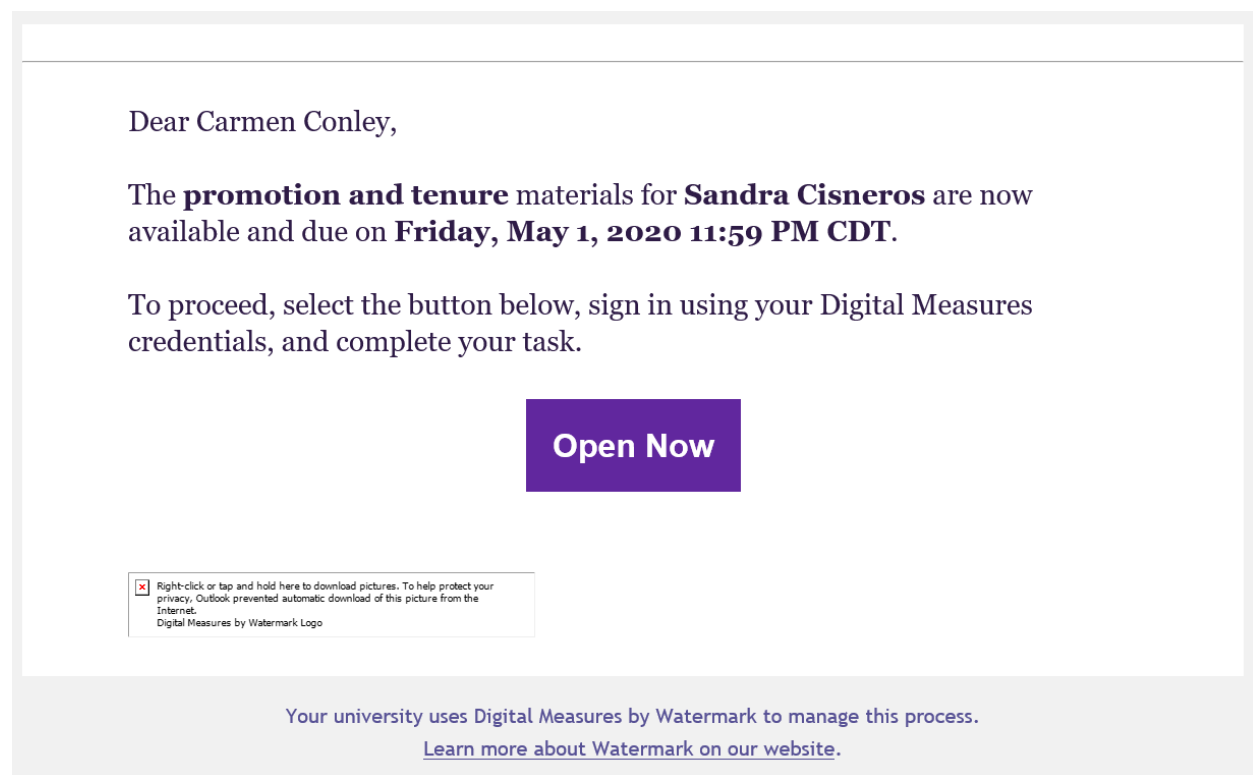 Dear Carmen Conley,
The promotion and tenure materials for Sandra Cisneros are now
available and due on Friday, May 1, 2020 11:59 PM CDT.
To proceed, select the button below, sign in using your Digital Measures
credentials, and complete your task.
Open Now
Right-click or tap and hold here to download pictures. To help protect your
privacy, Outlook prevented automatic download of this picture from the
Internet.
Digital Measures by Watermark Logo
Your university uses Digital Measures by Watermark to manage this process.
Learn more about Watermark on our website.